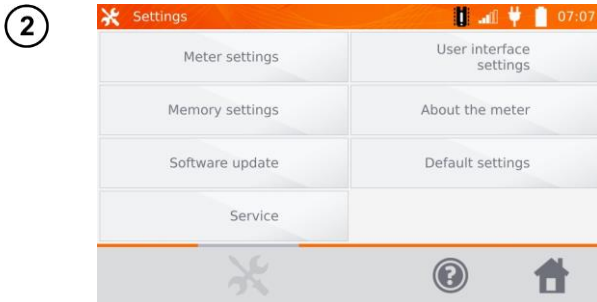 2
Settings
07:07
Meter settings
User interface
settings
Memory settings
About the meter
Software update
Default settings
Service
?